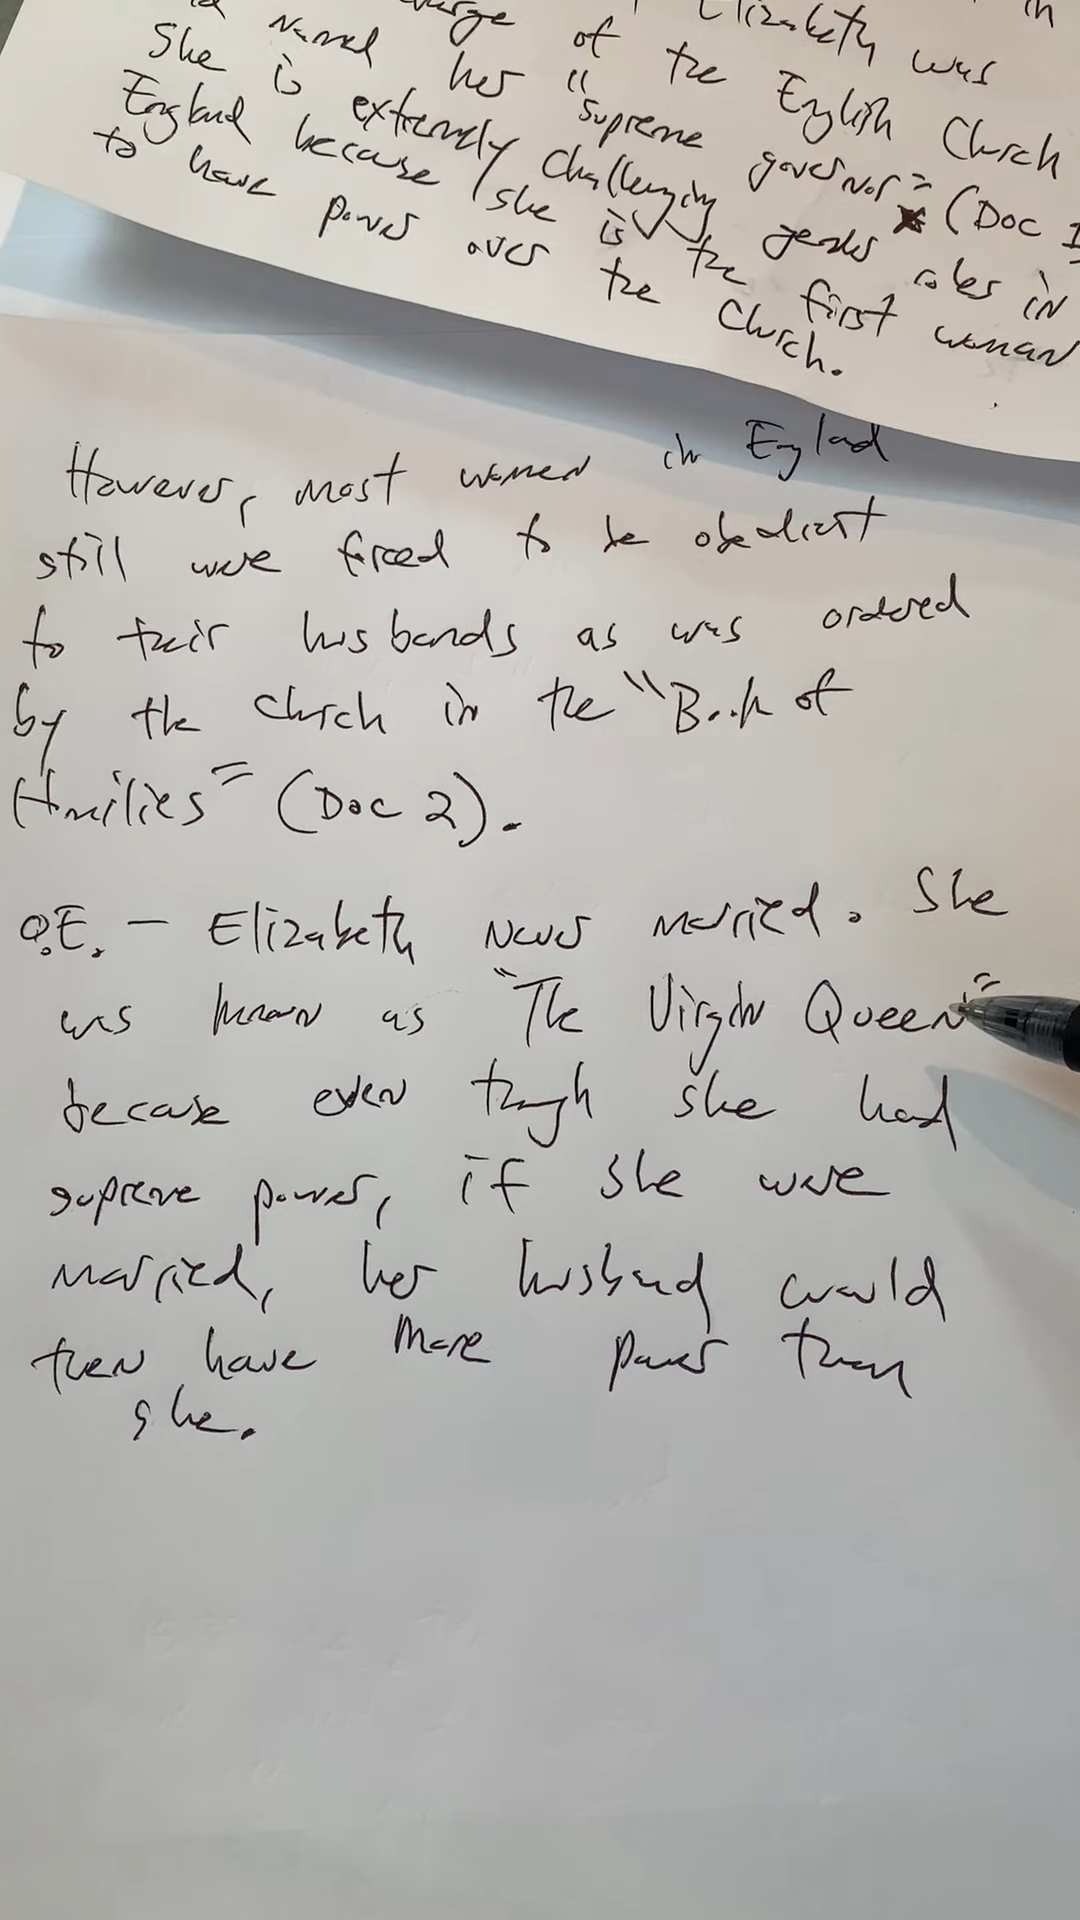 Elizabeth was in
charge of the English Church
named her "supreme governor" (Doc 1
She is extremely challenging gender roles in
England because she is the first woman
to have power over the Church.
However, most women in England
still were forced to be obedient
to their husbands as was ordered
by the church in the "Book of
Homilies" (Doc 2).
O.E. – Elizabeth never married. She
was known as "The Virgin Queen"
because even though she had
supreme power, if she were
married, her husband would
then have more power than
she.